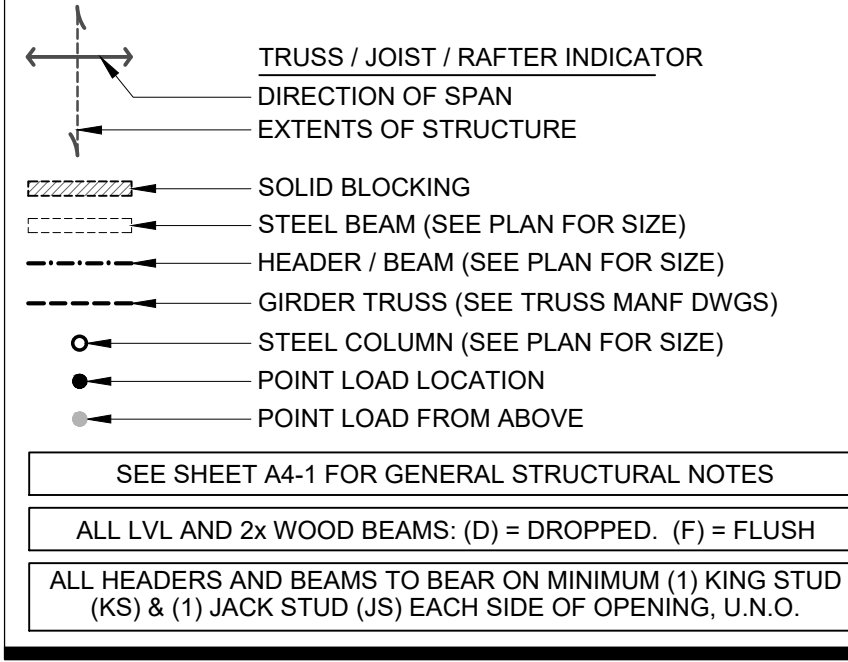 TRUSS / JOIST / RAFTER INDICATOR
DIRECTION OF SPAN
EXTENTS OF STRUCTURE
SOLID BLOCKING
STEEL BEAM (SEE PLAN FOR SIZE)
HEADER / BEAM (SEE PLAN FOR SIZE)
GIRDER TRUSS (SEE TRUSS MANF DWGS)
STEEL COLUMN (SEE PLAN FOR SIZE)
POINT LOAD LOCATION
POINT LOAD FROM ABOVE
SEE SHEET A4-1 FOR GENERAL STRUCTURAL NOTES
ALL LVL AND 2x WOOD BEAMS: (D) = DROPPED. (F) = FLUSH
ALL HEADERS AND BEAMS TO BEAR ON MINIMUM (1) KING STUD
(KS) & (1) JACK STUD (JS) EACH SIDE OF OPENING, U.N.O.